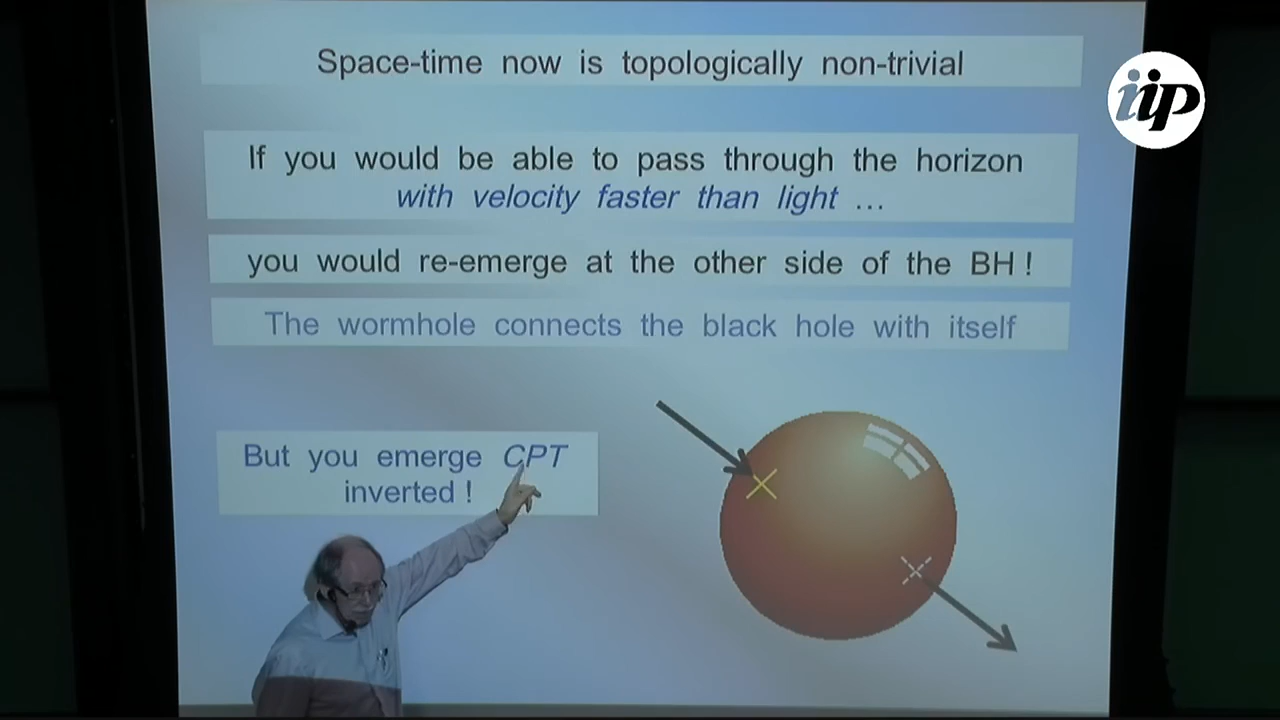 Space-time now is topologically non-trivial
iip
If you would be able to pass through the horizon
with velocity faster than light ...
you would re-emerge at the other side of the BH !
The wormhole connects the black hole with itself
But you emerge CPT
inverted !